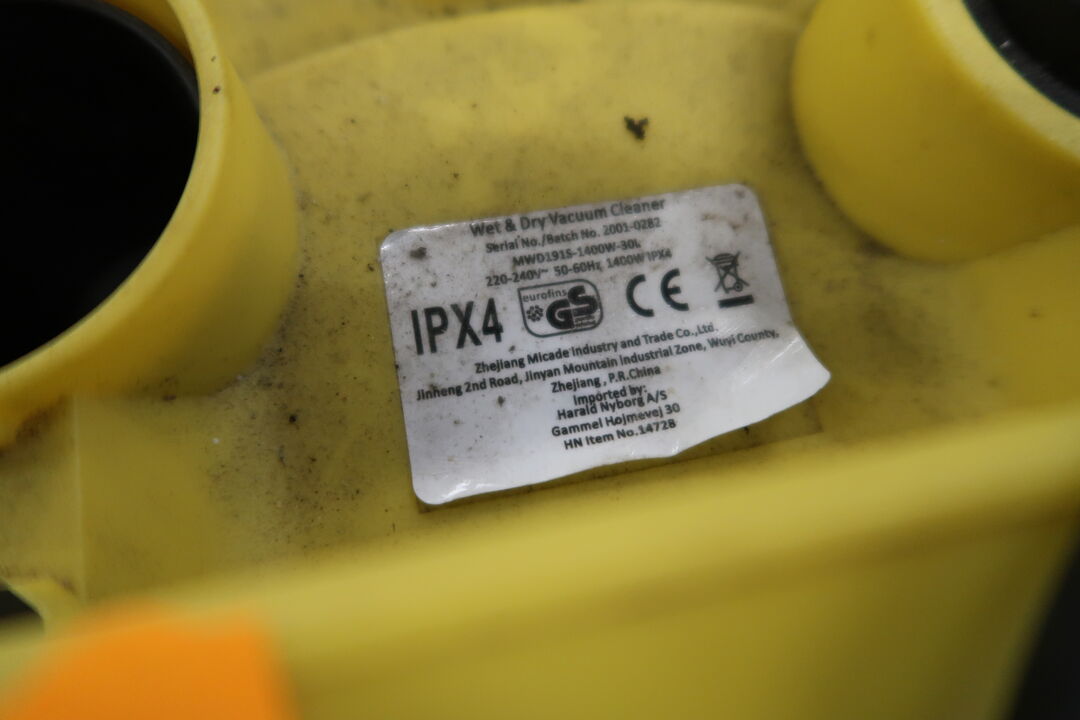 Wet & Dry Vacuum Cleaner
Serial No./Batch No. 2001-0282
MWD191S-1400W-30L
220-240V~ 50-60Hz, 1400W IPX4
IPX4
eurofins
GS
CE
Zhejiang Micade Industry and Trade Co.,Ltd.
Jinheng 2nd Road, Jinyan Mountain Industrial Zone, Wuyi County,
Zhejiang, P.R.China
Imported by:
Harald Nyborg A/S
Gammel Højmevej 30
HN Item No.14728